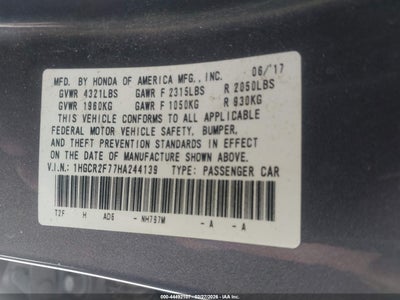 MFD. BY HONDA OF AMERICA MFG., INC. 06/'17
GVWR 4321LBS GAWR F 2315LBS R 2050LBS
GVWR 1960KG GAWR F 1050KG R 930KG
THIS VEHICLE CONFORMS TO ALL APPLICABLE
FEDERAL MOTOR VEHICLE SAFETY, BUMPER,
AND THEFT PREVENTION STANDARDS IN EFFECT
ON THE DATE OF MANUFACTURE SHOWN ABOVE.
V.I.N.: 1HGCR2F77HA244139 TYPE: PASSENGER CAR
T2F H AD6 - NH797M - A - A